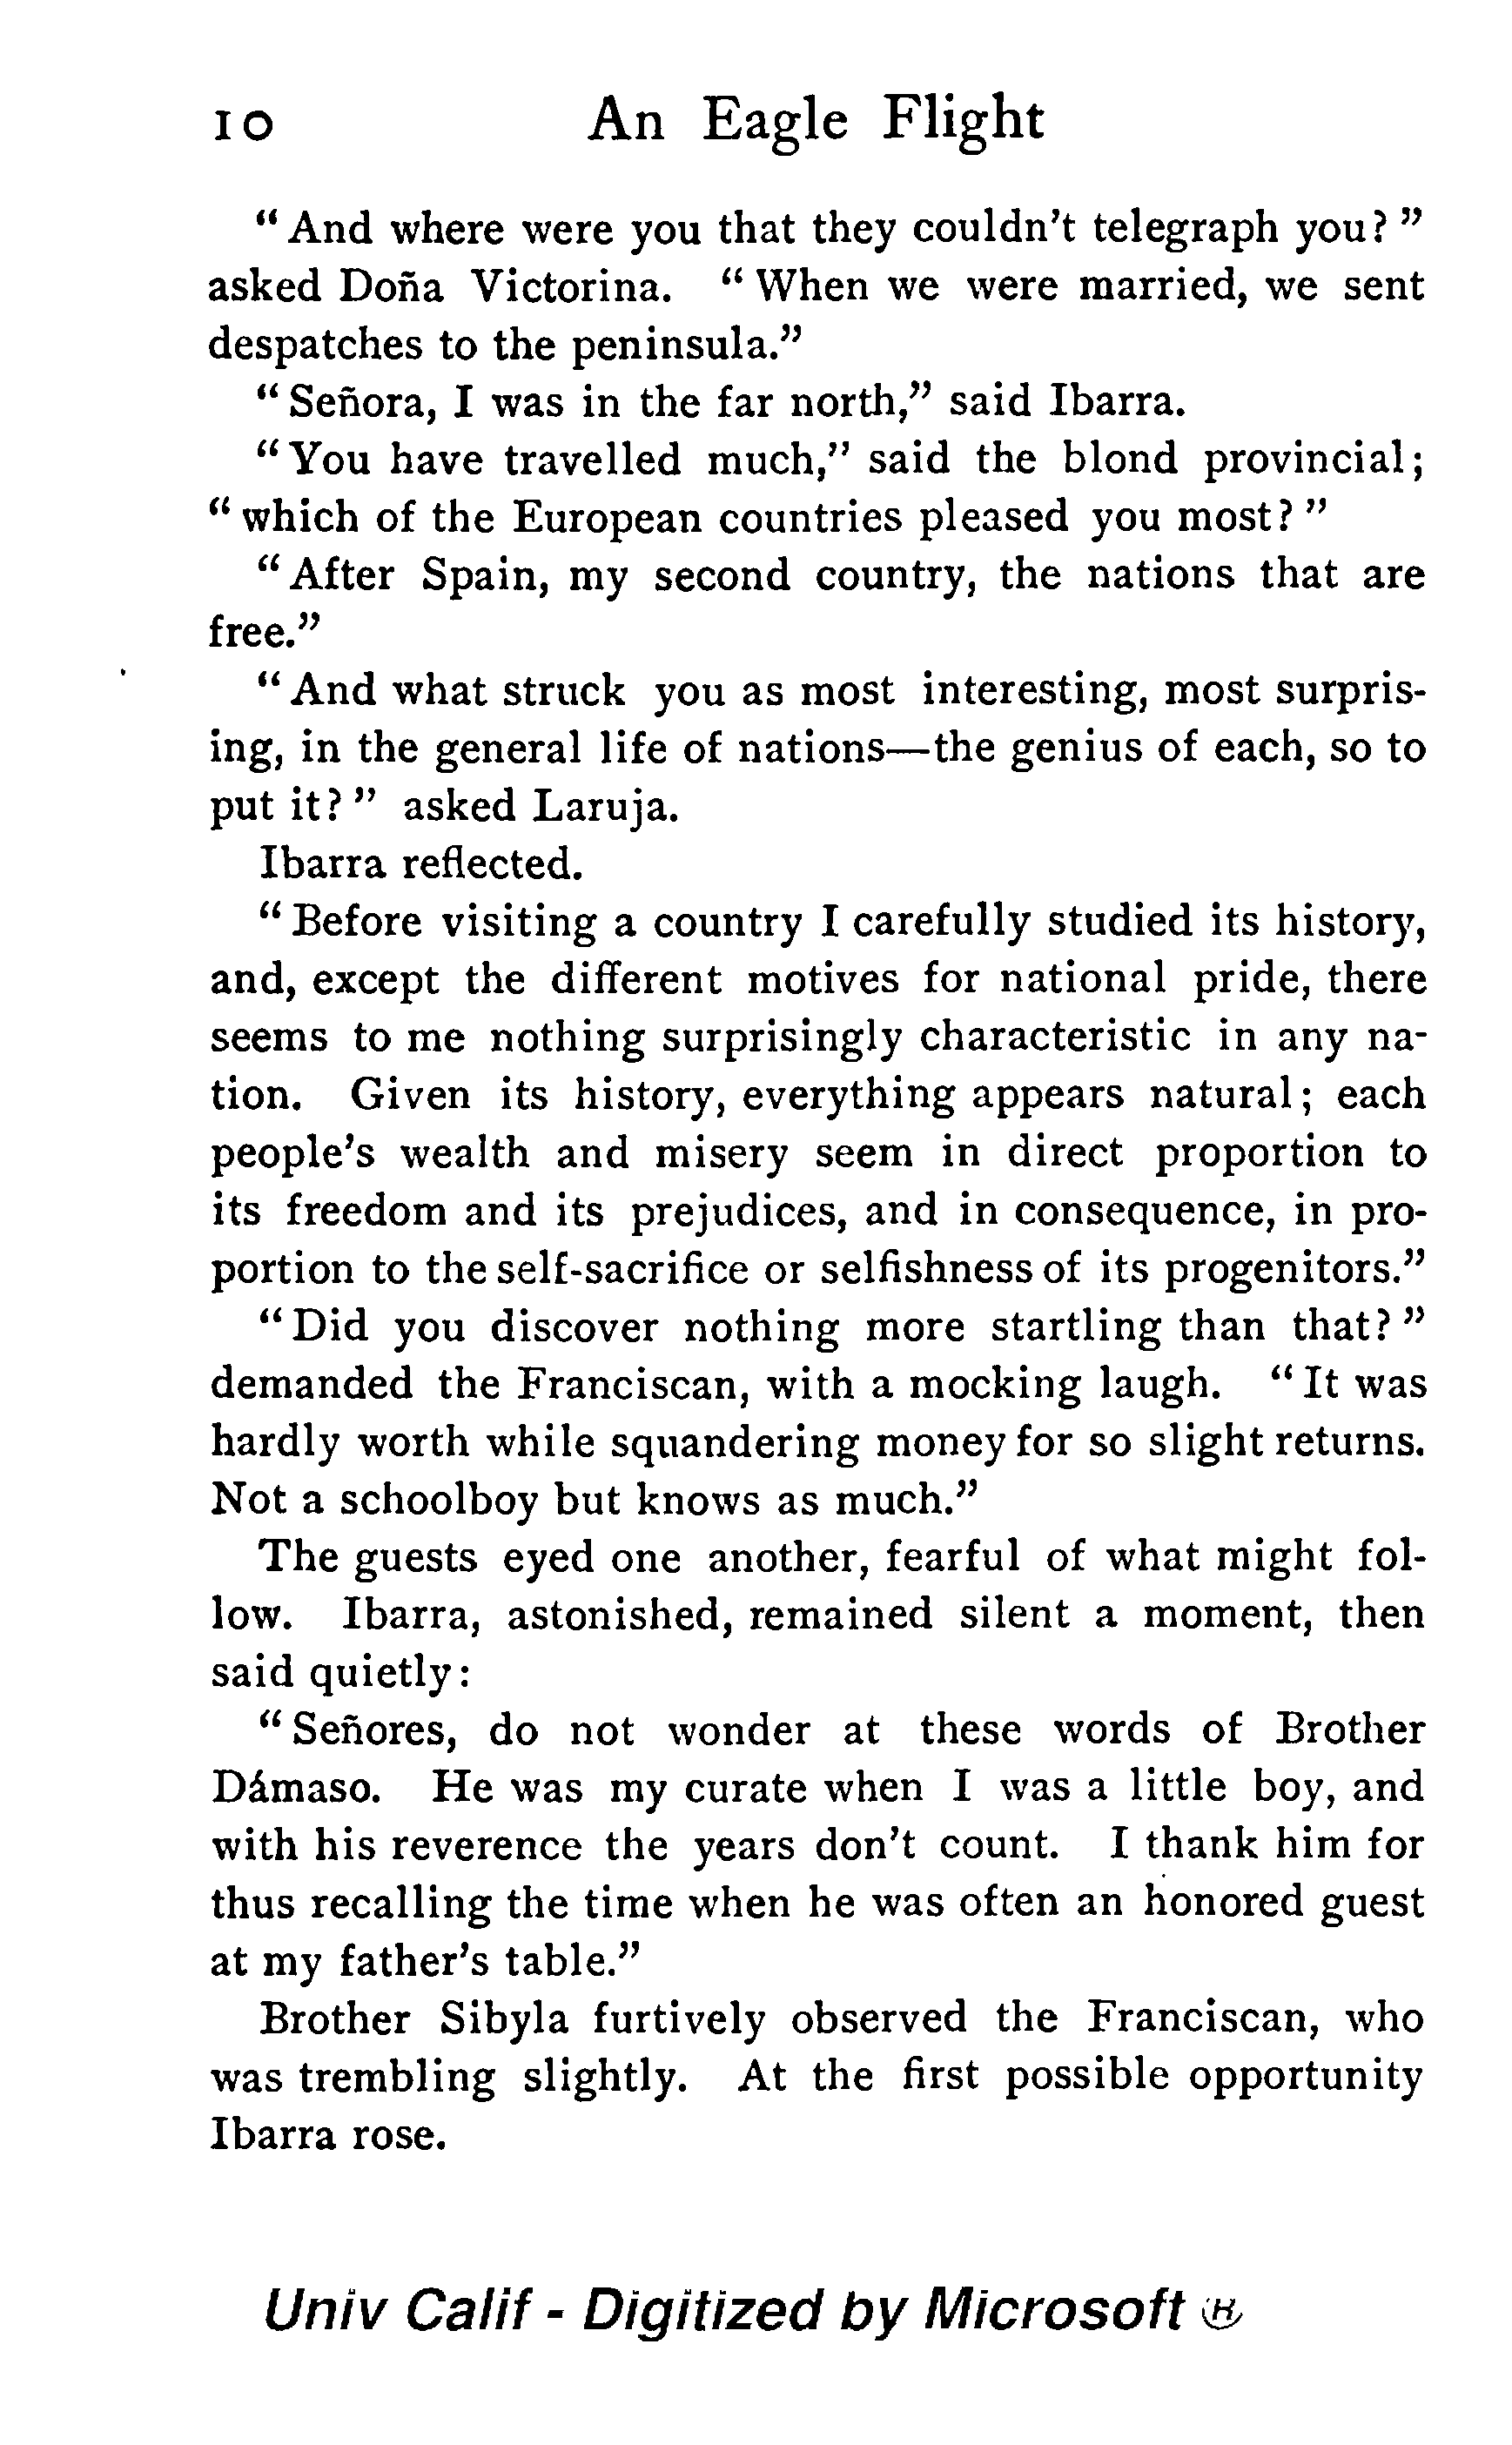 10 An Eagle Flight
"And where were you that they couldn't telegraph you?"
asked Doña Victorina. "When we were married, we sent
despatches to the peninsula."
"Señora, I was in the far north," said Ibarra.
"You have travelled much," said the blond provincial;
"which of the European countries pleased you most?"
"After Spain, my second country, the nations that are
free."
"And what struck you as most interesting, most surpris-
ing, in the general life of nations—the genius of each, so to
put it?" asked Laruja.
Ibarra reflected.
"Before visiting a country I carefully studied its history,
and, except the different motives for national pride, there
seems to me nothing surprisingly characteristic in any na-
tion. Given its history, everything appears natural; each
people's wealth and misery seem in direct proportion to
its freedom and its prejudices, and in consequence, in pro-
portion to the self-sacrifice or selfishness of its progenitors."
"Did you discover nothing more startling than that?"
demanded the Franciscan, with a mocking laugh. "It was
hardly worth while squandering money for so slight returns.
Not a schoolboy but knows as much."
The guests eyed one another, fearful of what might fol-
low. Ibarra, astonished, remained silent a moment, then
said quietly:
"Señores, do not wonder at these words of Brother
Dámaso. He was my curate when I was a little boy, and
with his reverence the years don't count. I thank him for
thus recalling the time when he was often an honored guest
at my father's table."
Brother Sibyla furtively observed the Franciscan, who
was trembling slightly. At the first possible opportunity
Ibarra rose.
Univ Calif - Digitized by Microsoft ®